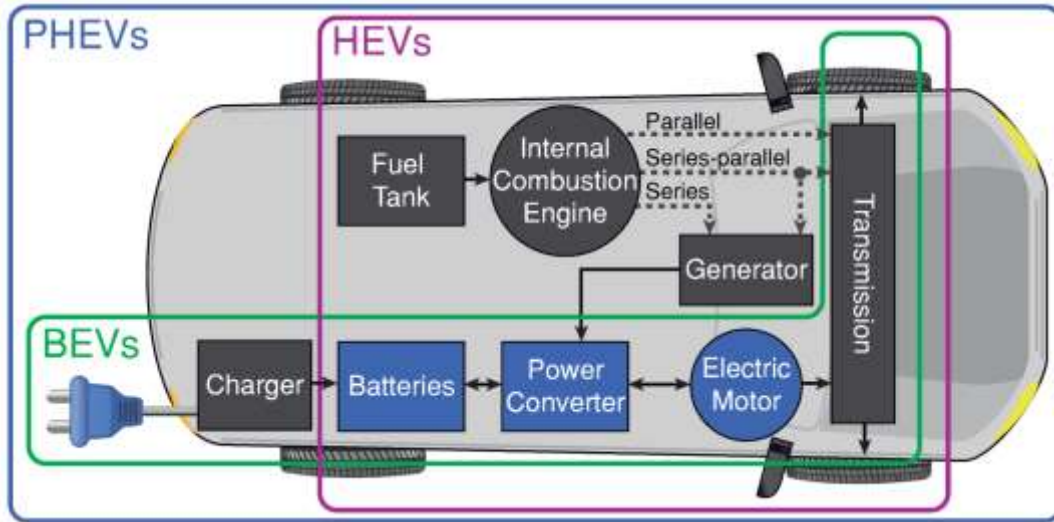 PHEVs
HEVs
Parallel
Fuel
Tank
Internal
Combustion
Engine
Series-parallel
Series
Transmission
Generator
BEVs
Charger
Batteries
Power
Converter
Electric
Motor